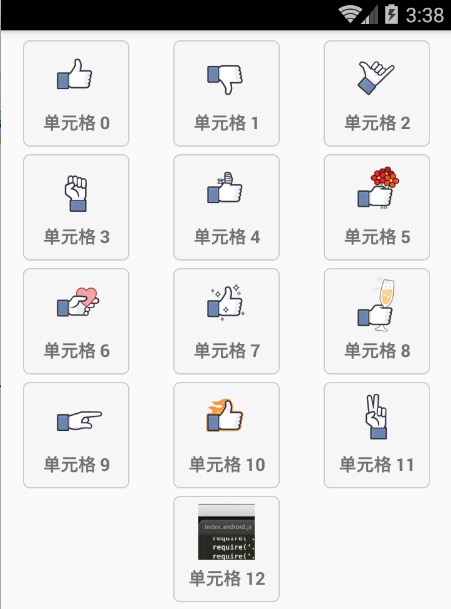 3:38
单元格 0
单元格 1
单元格 2
单元格 3
单元格 4
单元格 5
单元格 6
单元格 7
单元格 8
单元格 9
单元格 10
单元格 11
index.android.js
require('.
require('.
require('.
单元格 12